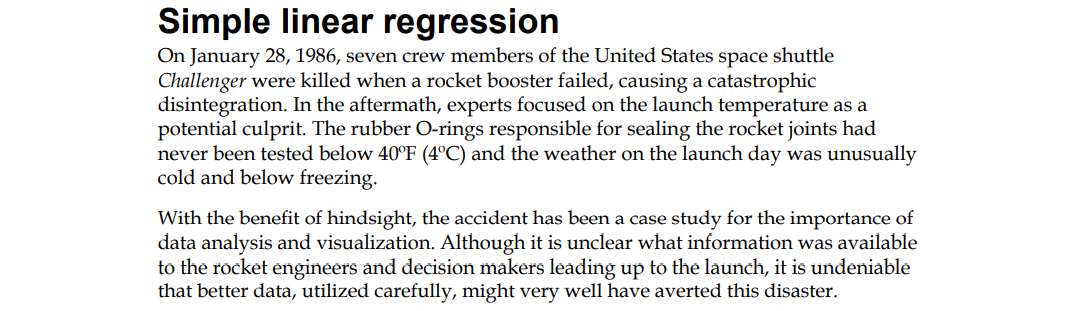 Simple linear regression
On January 28, 1986, seven crew members of the United States space shuttle
Challenger were killed when a rocket booster failed, causing a catastrophic
disintegration. In the aftermath, experts focused on the launch temperature as a
potential culprit. The rubber O-rings responsible for sealing the rocket joints had
never been tested below 40ºF (4ºC) and the weather on the launch day was unusually
cold and below freezing.
With the benefit of hindsight, the accident has been a case study for the importance of
data analysis and visualization. Although it is unclear what information was available
to the rocket engineers and decision makers leading up to the launch, it is undeniable
that better data, utilized carefully, might very well have averted this disaster.